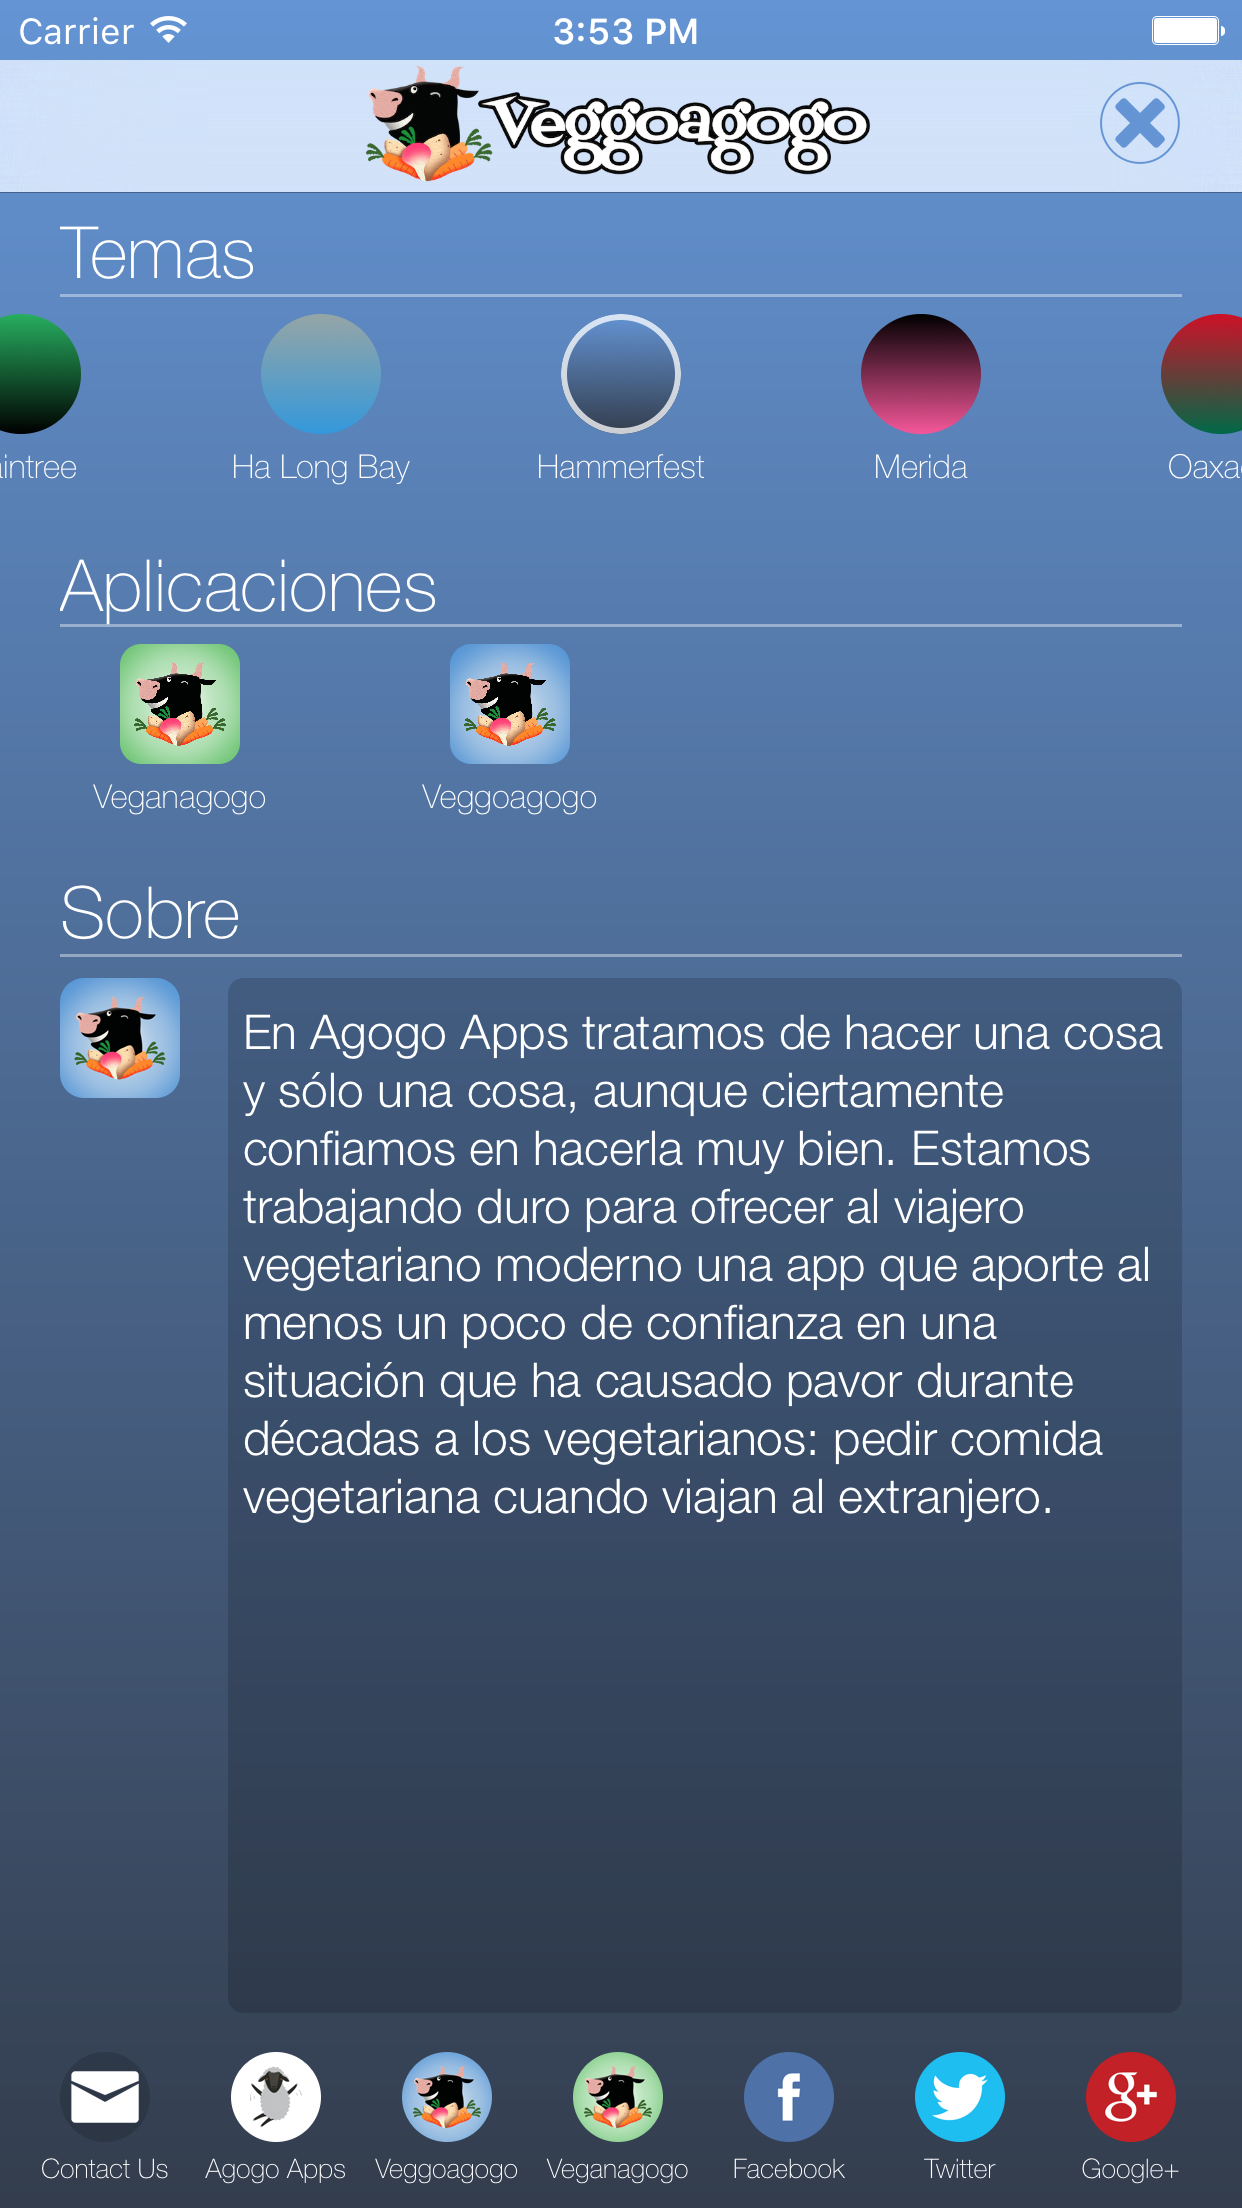 Carrier 3:53 PM
Veggoagogo
Temas
intree Ha Long Bay Hammerfest Merida Oaxa
Aplicaciones
Veganagogo Veggoagogo
Sobre
En Agogo Apps tratamos de hacer una cosa
y sólo una cosa, aunque ciertamente
confiamos en hacerla muy bien. Estamos
trabajando duro para ofrecer al viajero
vegetariano moderno una app que aporte al
menos un poco de confianza en una
situación que ha causado pavor durante
décadas a los vegetarianos: pedir comida
vegetariana cuando viajan al extranjero.
Contact Us Agogo Apps Veggoagogo Veganagogo Facebook Twitter Google+